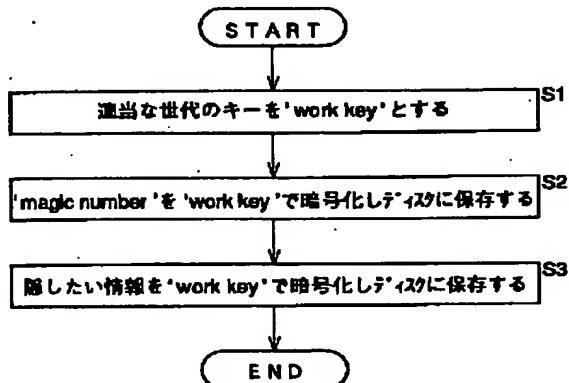 START
適当な世代のキーを'work key'とする
S1
'magic number'を'work key'で暗号化しディスクに保存する
S2
隠したい情報を'work key'で暗号化しディスクに保存する
S3
END